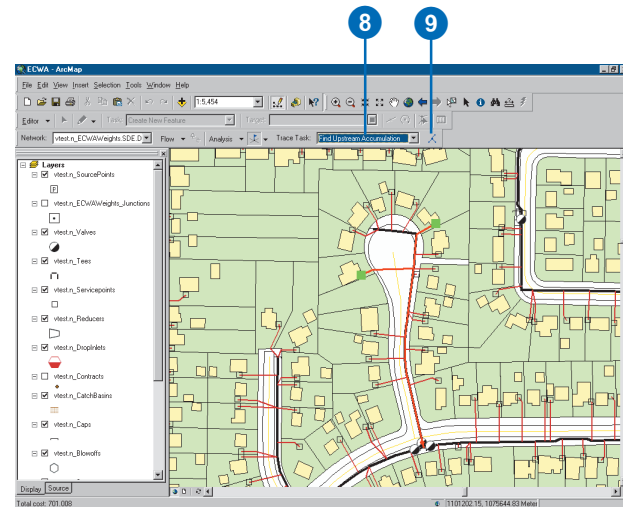 8 9
ECWA - ArcMap
File Edit View Insert Selection Tools Window Help
1:5,454
Editor Task: Create New Feature Target:
Network: vtest.n_ECWAWeights.SDE.D Flow Analysis Trace Task: Find Upstream Accumulation
Layers
vtest.n_SourcePoints
P
vtest.n_ECWAWeights_Junctions
vtest.n_Valves
vtest.n_Tees
vtest.n_Servicepoints
vtest.n_Reducers
vtest.n_DropInlets
vtest.n_Contracts
vtest.n_CatchBasins
vtest.n_Caps
vtest.n_Blowoffs
Display Source
Total cost: 701.008
1101202.15, 1075644.83 Meter